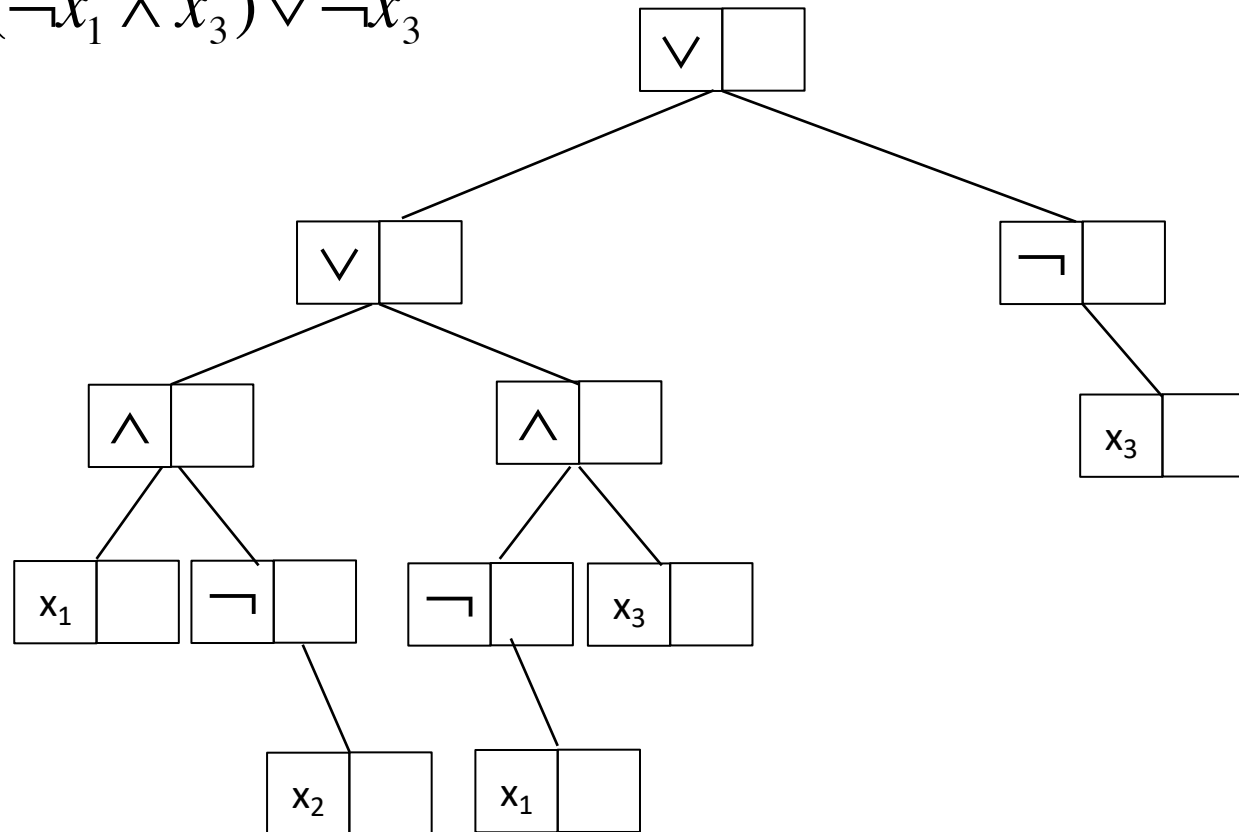 (¬x₁ ∧ x₃) ∨ ¬x₃
∨
∨ ¬
∧ ∧ x₃
x₁ ¬ ¬ x₃
x₂ x₁